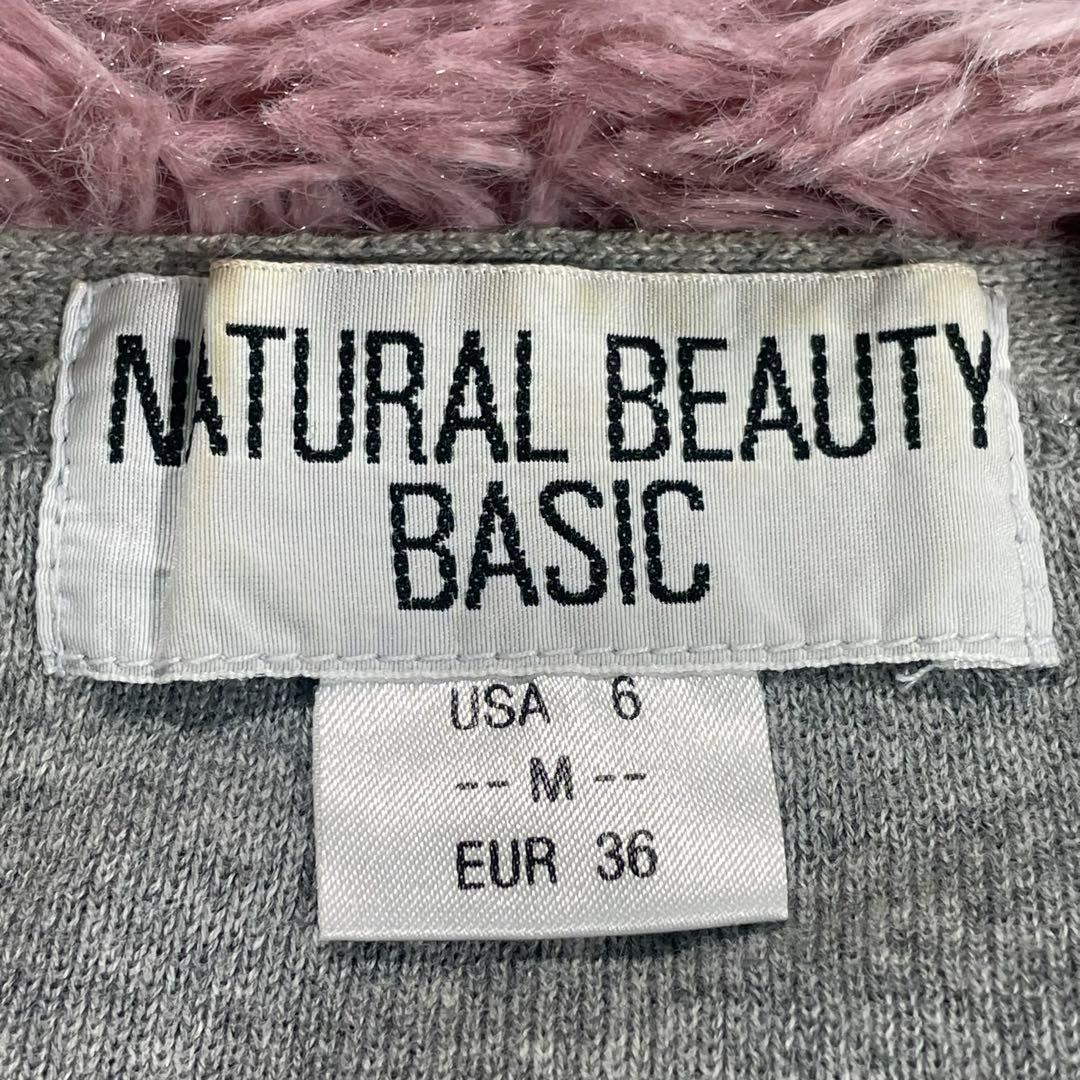 NATURAL BEAUTY
BASIC
USA 6
-- M --
EUR 36